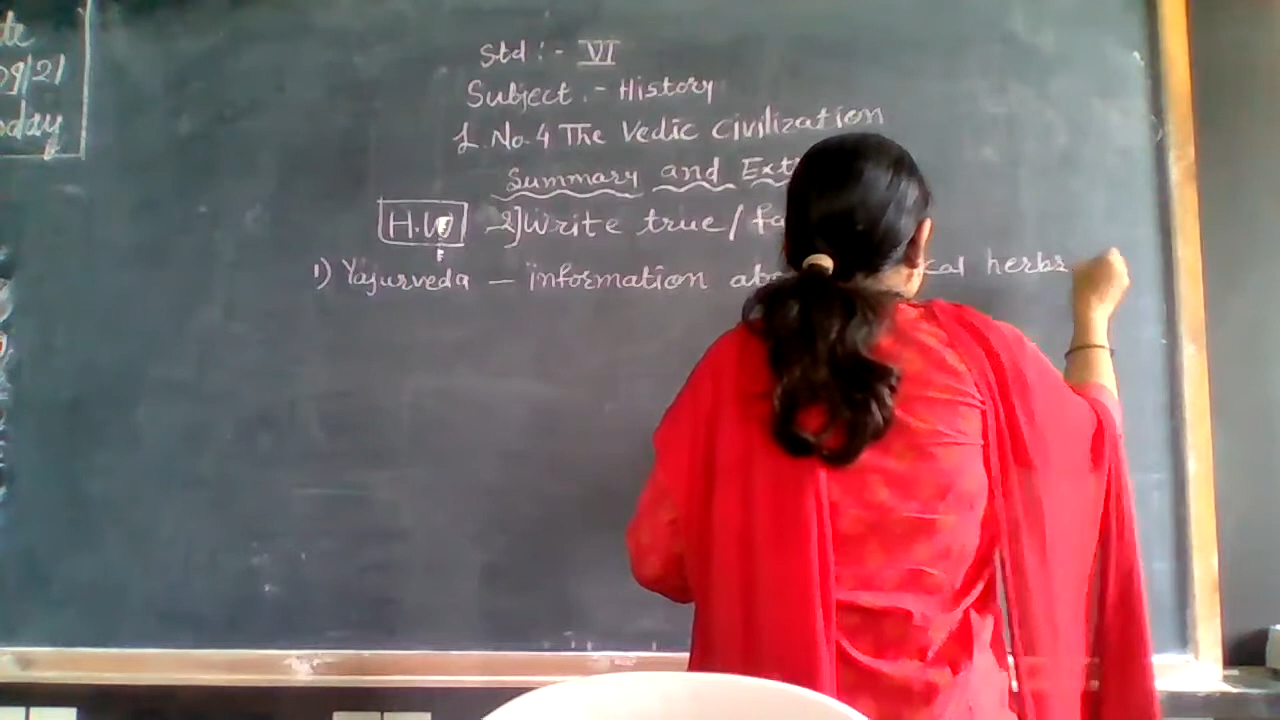 te
09/21
day
Std :- VI
Subject :- History
L. No. 4 The Vedic Civilization
Summary and Ext
H.W 2] Write true / fa
1) Yajurveda – information abo cal herbs